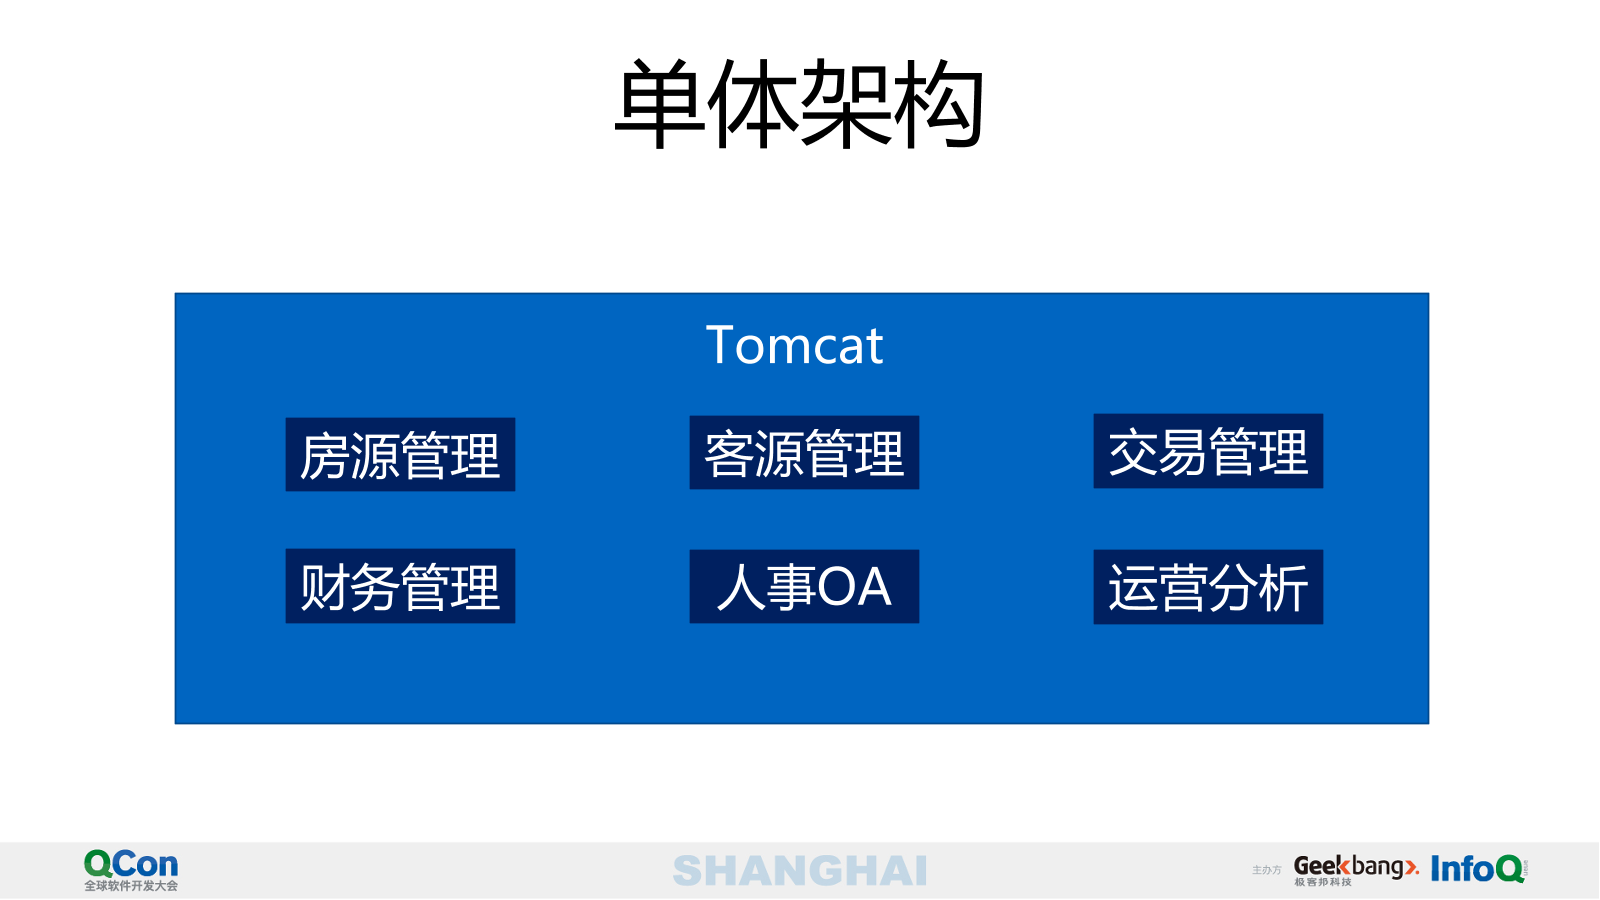 单体架构
Tomcat
房源管理 客源管理 交易管理
财务管理 人事OA 运营分析
QCon
全球软件开发大会
SHANGHAI
主办方 Geekbang>. InfoQ
极客邦科技